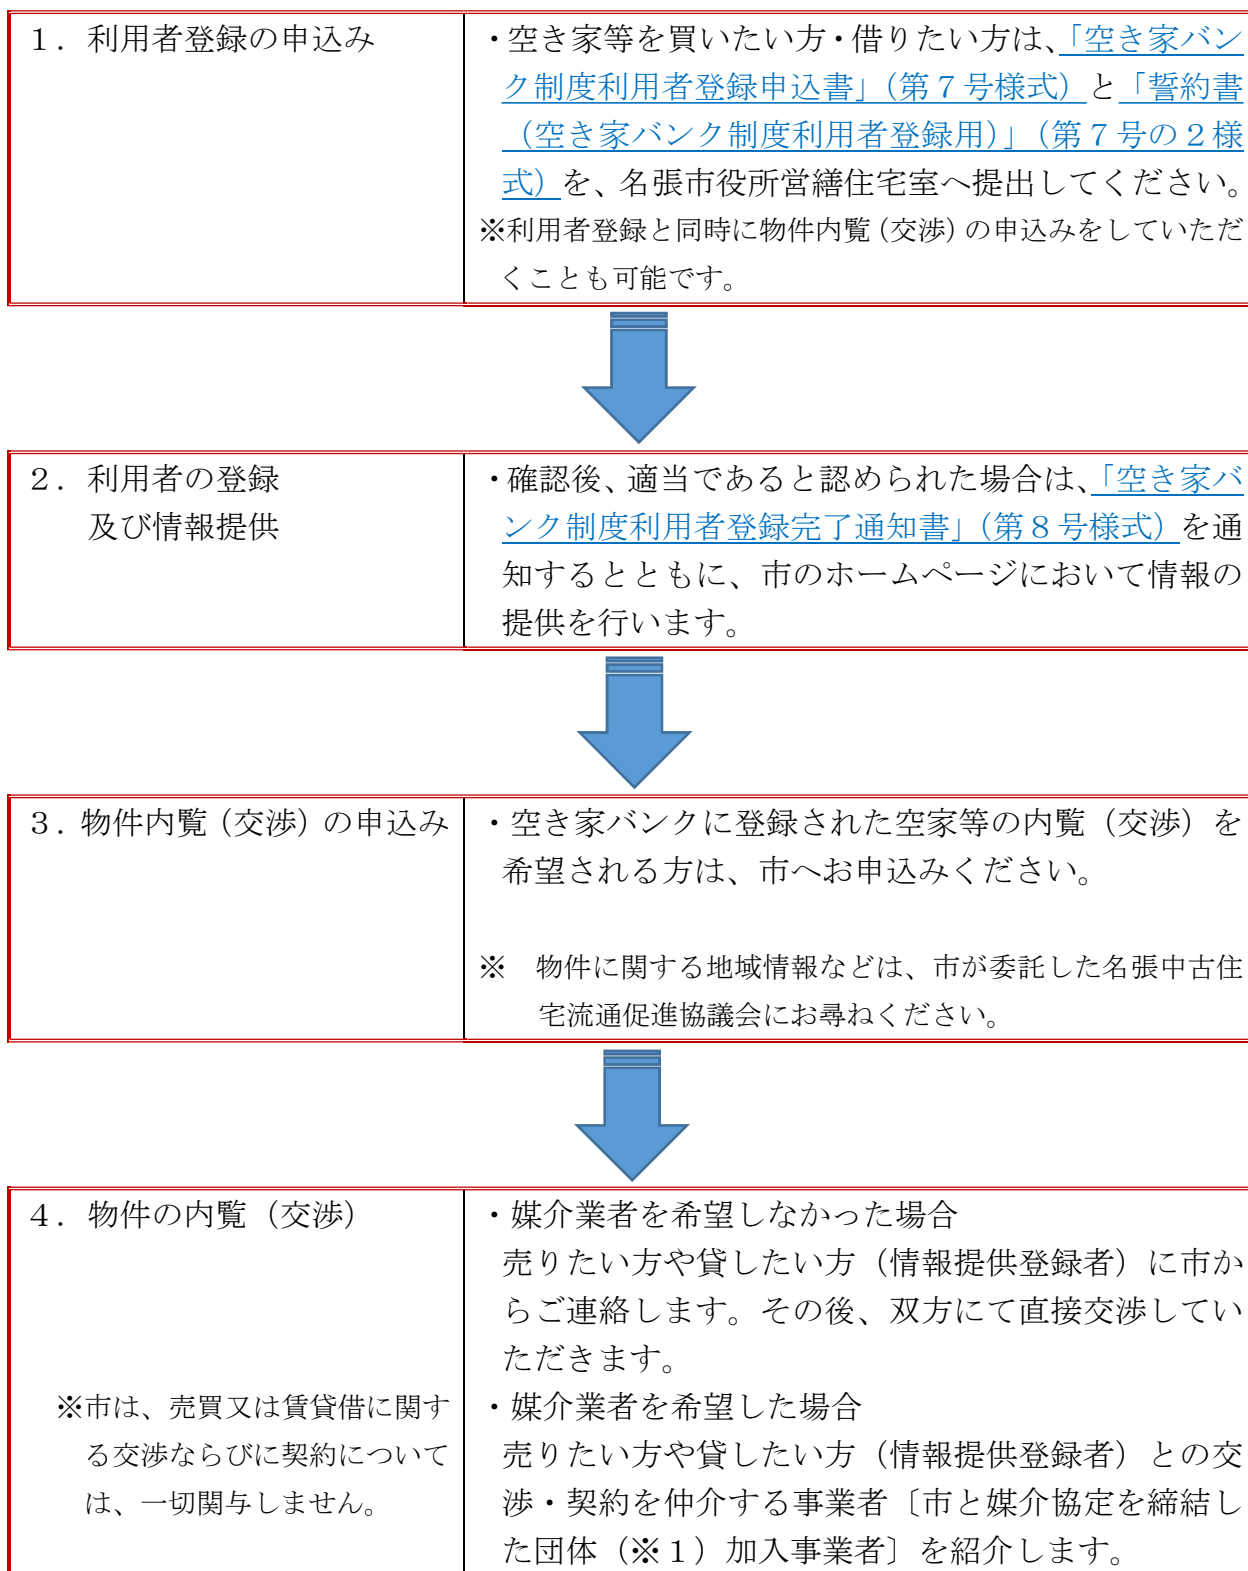 １．利用者登録の申込み
・空き家等を買いたい方・借りたい方は、「空き家バン
ク制度利用者登録申込書」（第７号様式）と「誓約書
（空き家バンク制度利用者登録用）」（第７号の２様
式）を、名張市役所営繕住宅室へ提出してください。
※利用者登録と同時に物件内覧（交渉）の申込みをしていただ
くことも可能です。
２．利用者の登録
及び情報提供
・確認後、適当であると認められた場合は、「空き家バ
ンク制度利用者登録完了通知書」（第８号様式）を通
知するとともに、市のホームページにおいて情報の
提供を行います。
３．物件内覧（交渉）の申込み
・空き家バンクに登録された空家等の内覧（交渉）を
希望される方は、市へお申込みください。
※　物件に関する地域情報などは、市が委託した名張中古住
宅流通促進協議会にお尋ねください。
４．物件の内覧（交渉）
※市は、売買又は賃貸借に関す
る交渉ならびに契約について
は、一切関与しません。
・媒介業者を希望しなかった場合
売りたい方や貸したい方（情報提供登録者）に市か
らご連絡します。その後、双方にて直接交渉してい
ただきます。
・媒介業者を希望した場合
売りたい方や貸したい方（情報提供登録者）との交
渉・契約を仲介する事業者〔市と媒介協定を締結し
た団体（※１）加入事業者〕を紹介します。